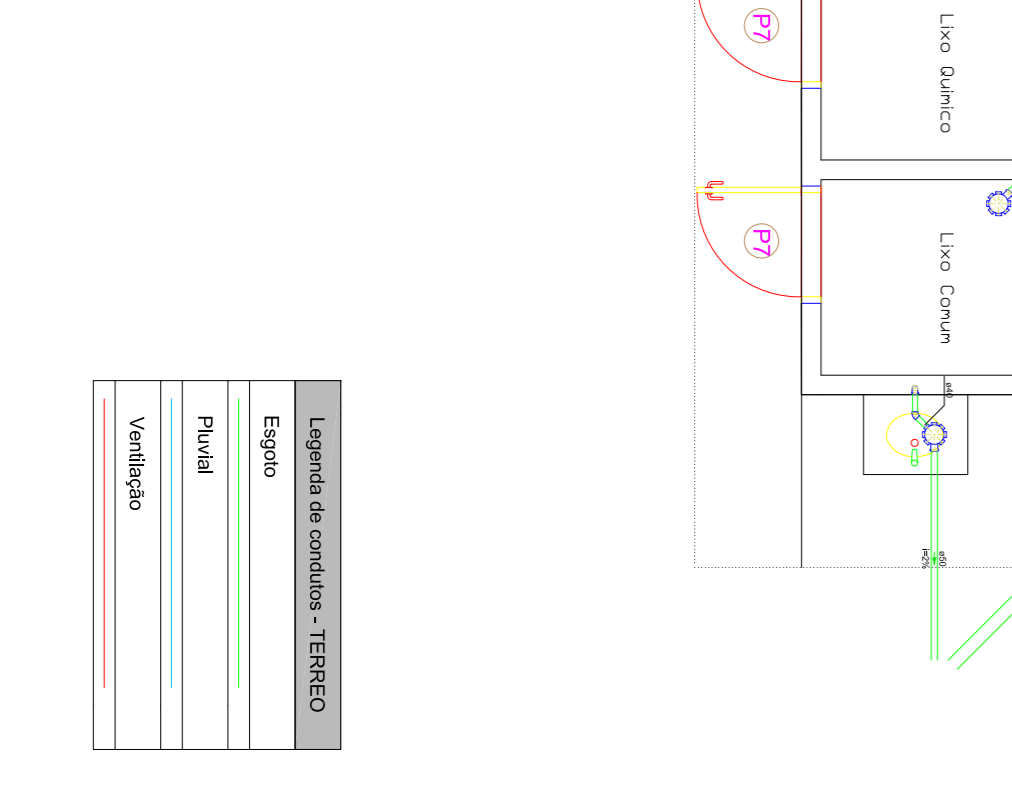 P7
Lixo Quimico
P7
Lixo Comum
ø40
ø50
i=2%
Legenda de condutos - TERREO
Esgoto
Pluvial
Ventilação